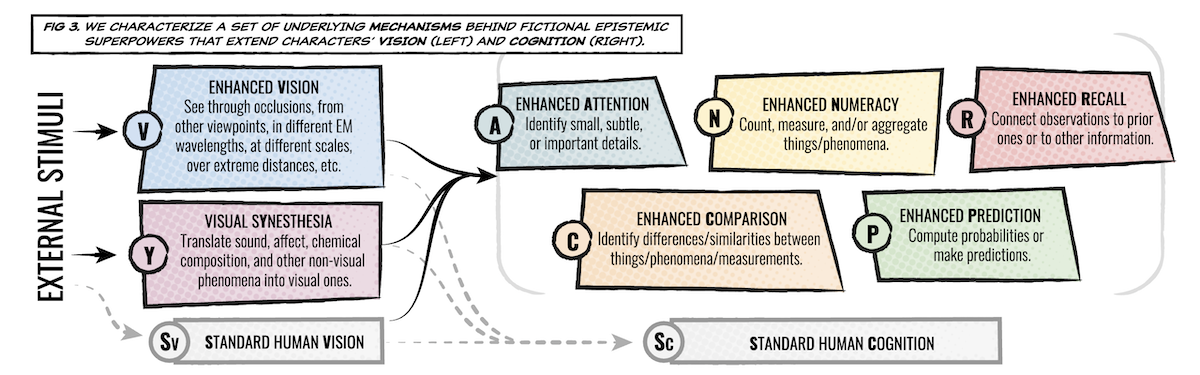 FIG 3. WE CHARACTERIZE A SET OF UNDERLYING MECHANISMS BEHIND FICTIONAL EPISTEMIC
SUPERPOWERS THAT EXTEND CHARACTERS' VISION (LEFT) AND COGNITION (RIGHT).
EXTERNAL STIMULI
V
ENHANCED VISION
See through occlusions, from
other viewpoints, in different EM
wavelengths, at different scales,
over extreme distances, etc.
Y
VISUAL SYNESTHESIA
Translate sound, affect, chemical
composition, and other non-visual
phenomena into visual ones.
SV
STANDARD HUMAN VISION
A
ENHANCED ATTENTION
Identify small, subtle,
or important details.
N
ENHANCED NUMERACY
Count, measure, and/or aggregate
things/phenomena.
R
ENHANCED RECALL
Connect observations to prior
ones or to other information.
C
ENHANCED COMPARISON
Identify differences/similarities between
things/phenomena/measurements.
P
ENHANCED PREDICTION
Compute probabilities or
make predictions.
SC
STANDARD HUMAN COGNITION